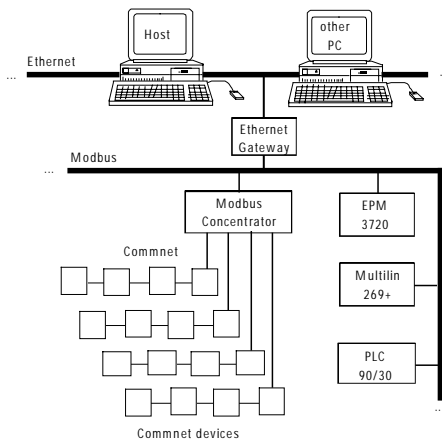 Host
other
PC
Ethernet
...
...
Ethernet
Gateway
Modbus
...
Modbus
Concentrator
EPM
3720
Commnet
Multilin
269+
PLC
90/30
...
Commnet devices